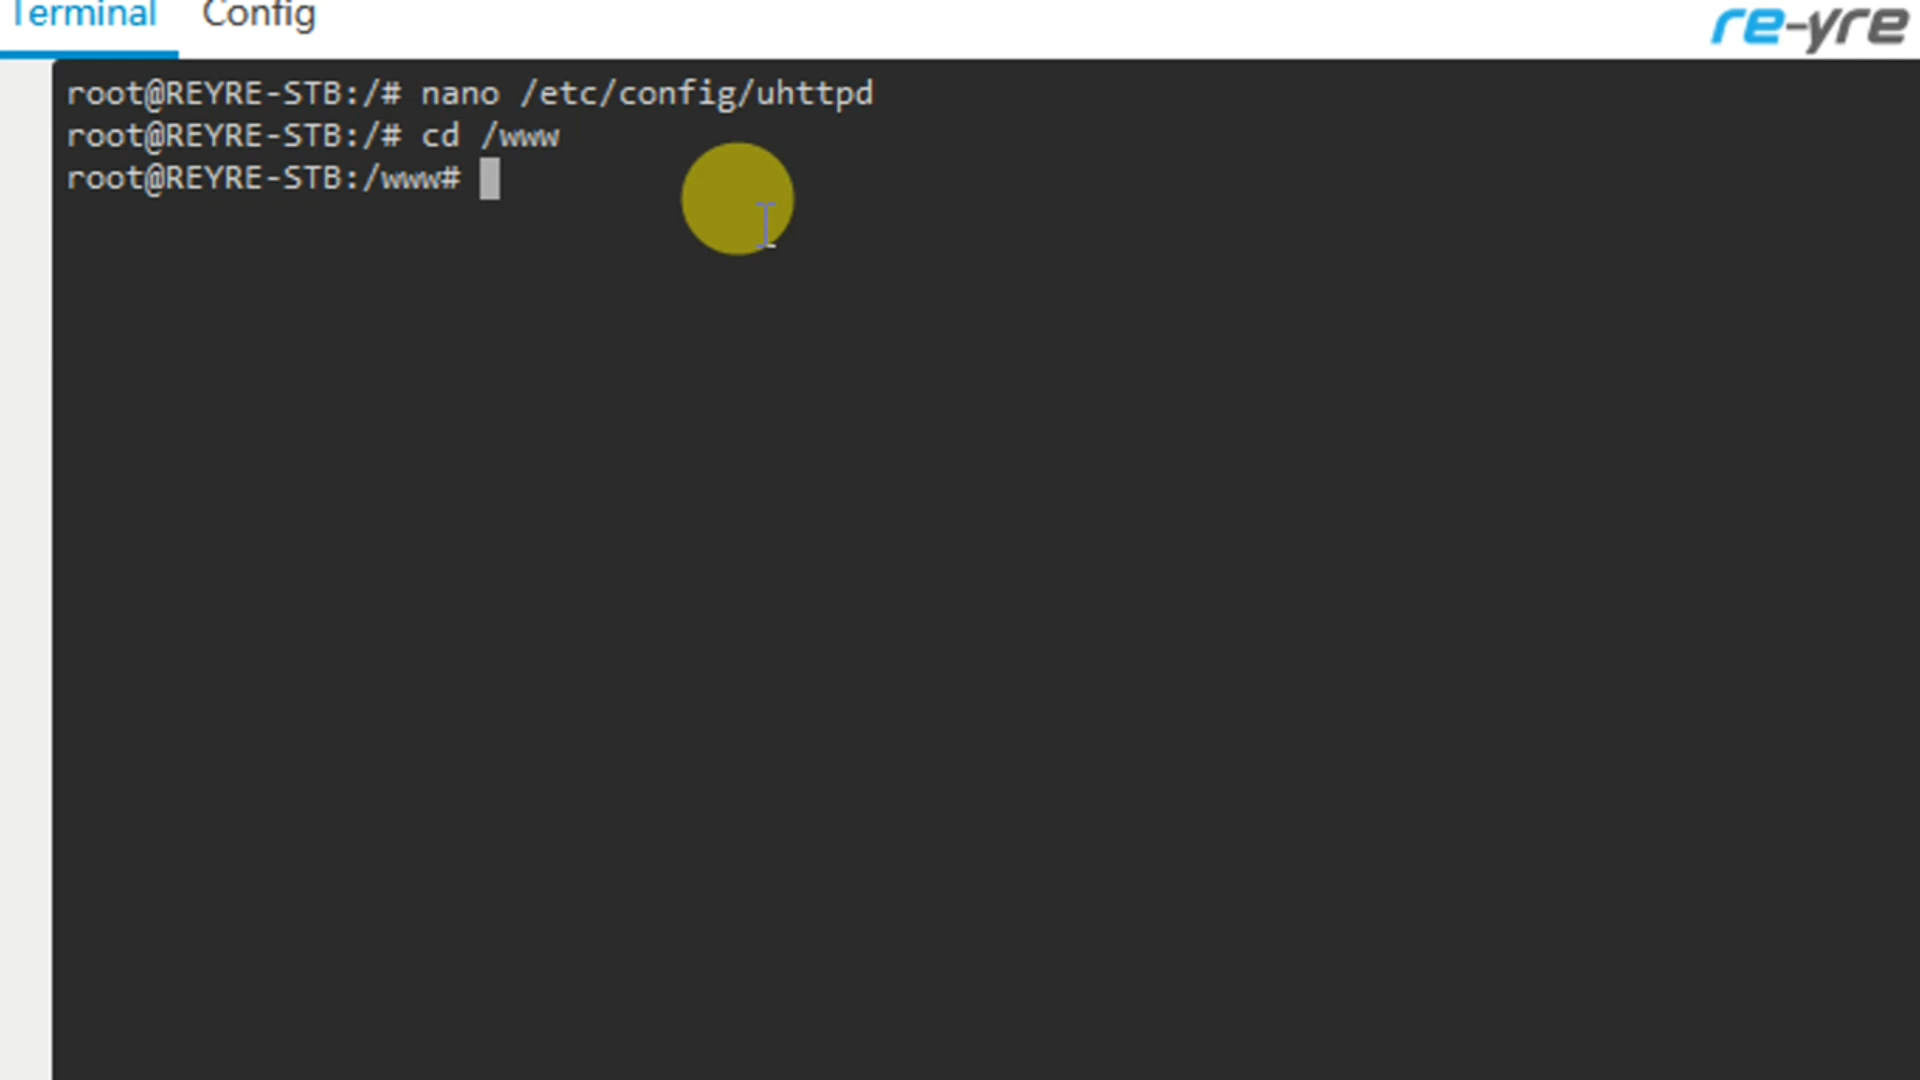 Terminal Config
re-yre
root@REYRE-STB:/# nano /etc/config/uhttpd
root@REYRE-STB:/# cd /www
root@REYRE-STB:/www#